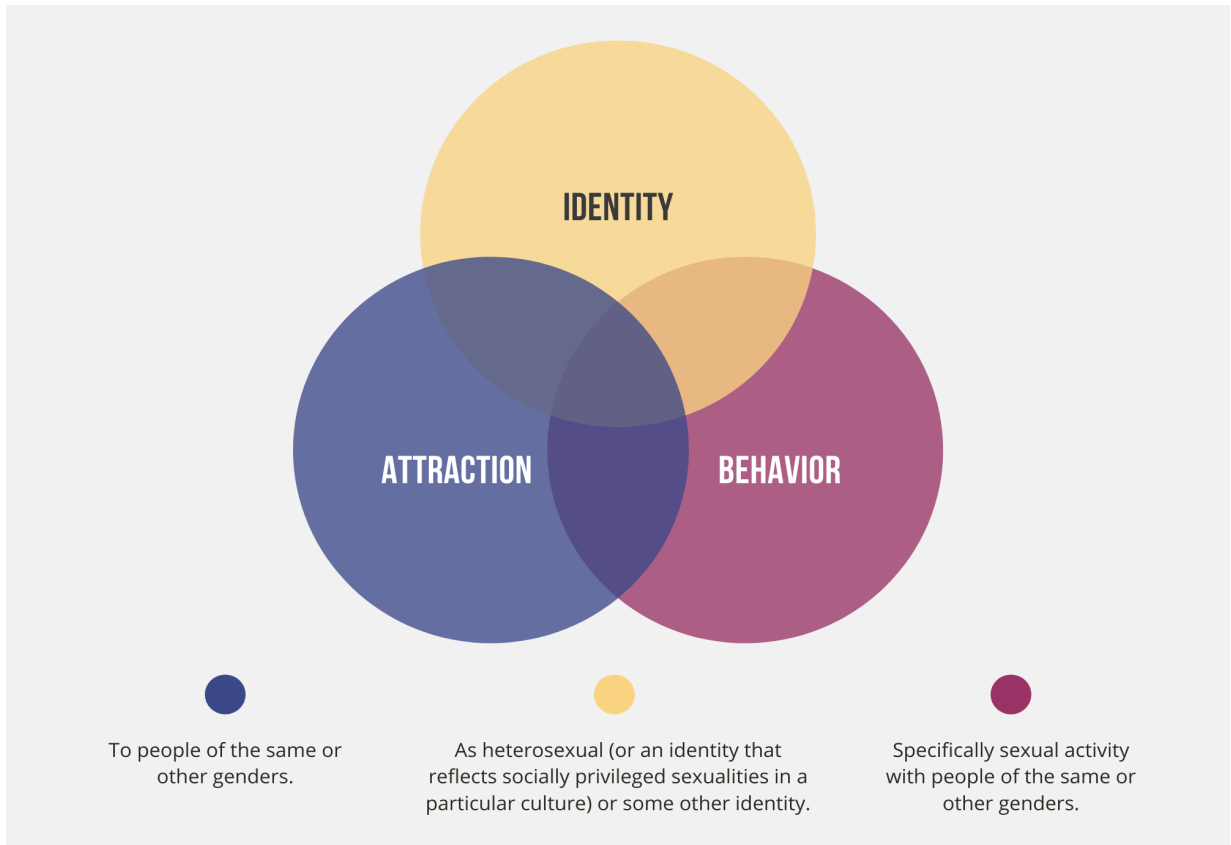 IDENTITY
ATTRACTION
BEHAVIOR
To people of the same or
other genders.
As heterosexual (or an identity that
reflects socially privileged sexualities in a
particular culture) or some other identity.
Specifically sexual activity
with people of the same or
other genders.